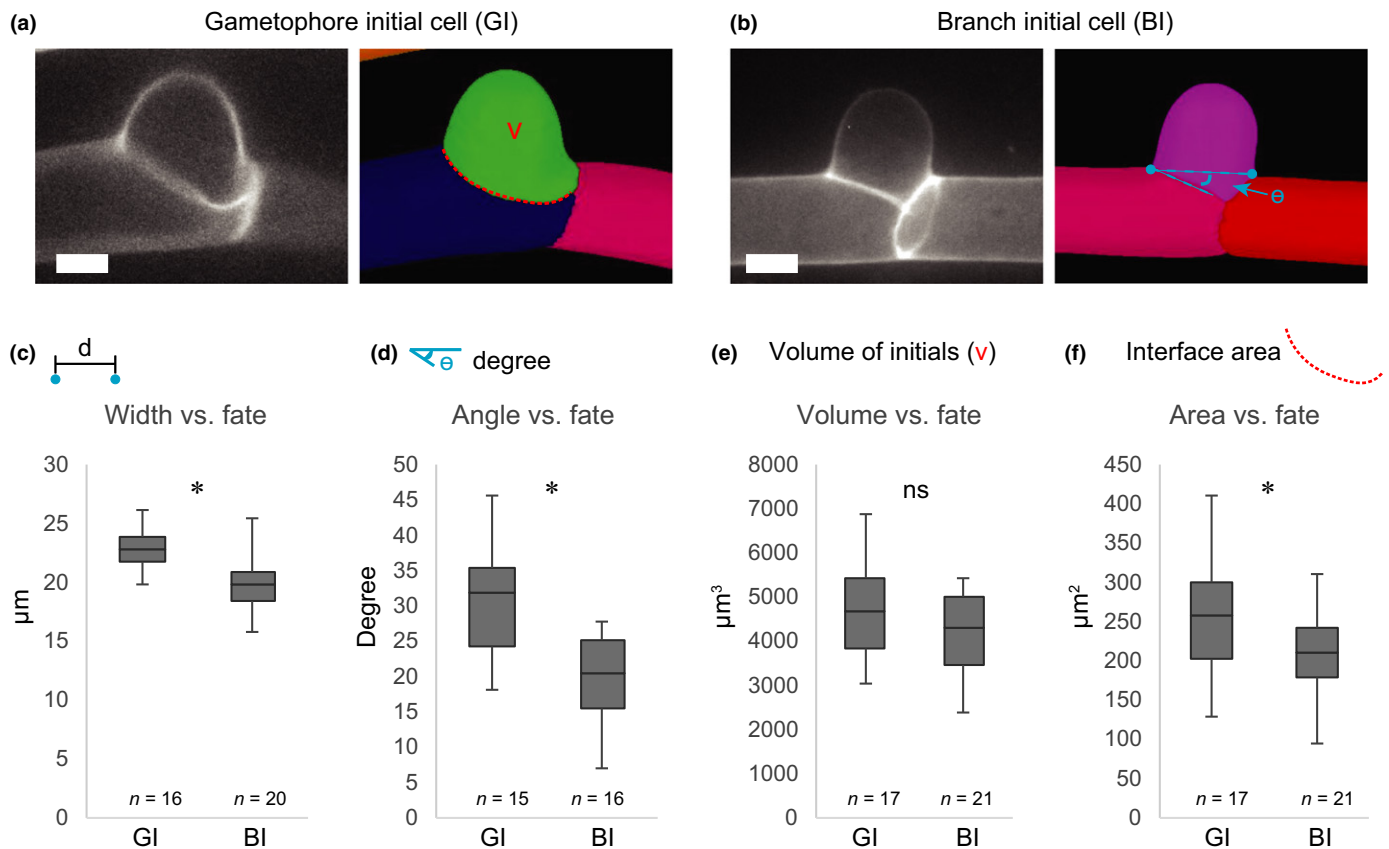 (a) Gametophore initial cell (GI)
(b) Branch initial cell (BI)
v
ɵ
(c) d
(d) ɵ degree
(e) Volume of initials (v)
(f) Interface area
Width vs. fate
30
25
20
15
10
5
0
µm
*
n = 16
n = 20
GI
BI
Angle vs. fate
50
45
40
35
30
25
20
15
10
5
0
Degree
*
n = 15
n = 16
GI
BI
Volume vs. fate
8000
7000
6000
5000
4000
3000
2000
1000
0
µm³
ns
n = 17
n = 21
GI
BI
Area vs. fate
450
400
350
300
250
200
150
100
50
0
µm²
*
n = 17
n = 21
GI
BI